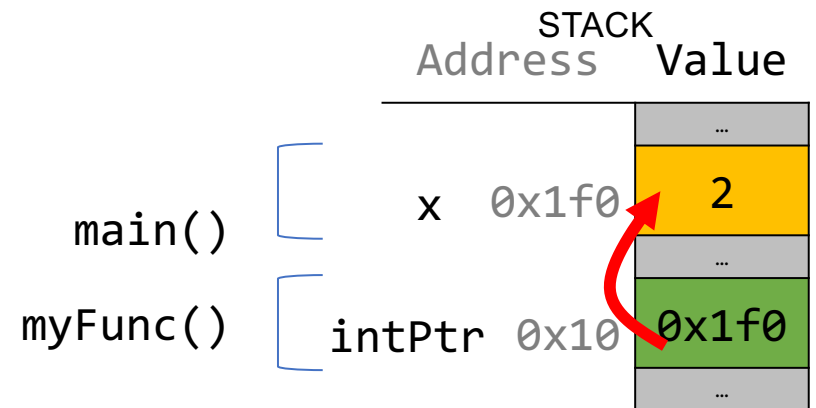 STACK
Address Value
…
x 0x1f0 2
main()
…
myFunc() intPtr 0x10 0x1f0
…